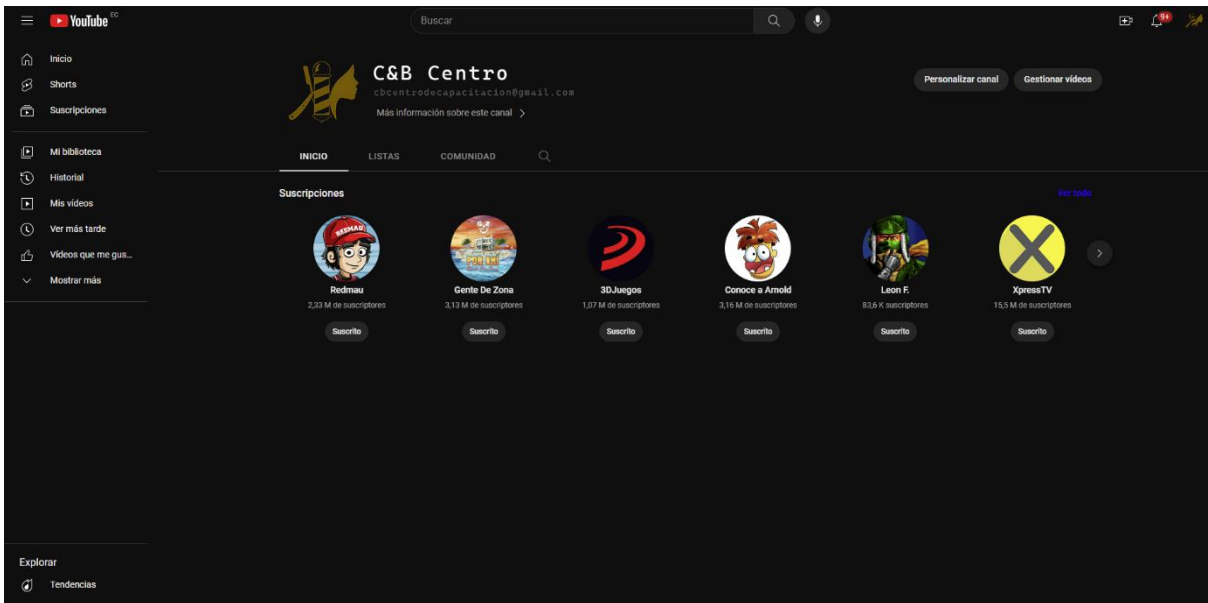 YouTube EC
Buscar
9+
Inicio
Shorts
Suscripciones
Mi biblioteca
Historial
Mis vídeos
Ver más tarde
Vídeos que me gus...
Mostrar más
Explorar
Tendencias
C&B Centro
cbcentrodecapacitacion@gmail.com
Más información sobre este canal
Personalizar canal
Gestionar vídeos
INICIO LISTAS COMUNIDAD
Suscripciones
Ver todo
REDMAU
Redmau
2,33 M de suscriptores
Suscrito
Gente De Zona
3,13 M de suscriptores
Suscrito
3DJuegos
1,07 M de suscriptores
Suscrito
Conoce a Arnold
3,16 M de suscriptores
Suscrito
Leon F.
83,6 K suscriptores
Suscrito
XpressTV
15,5 M de suscriptores
Suscrito